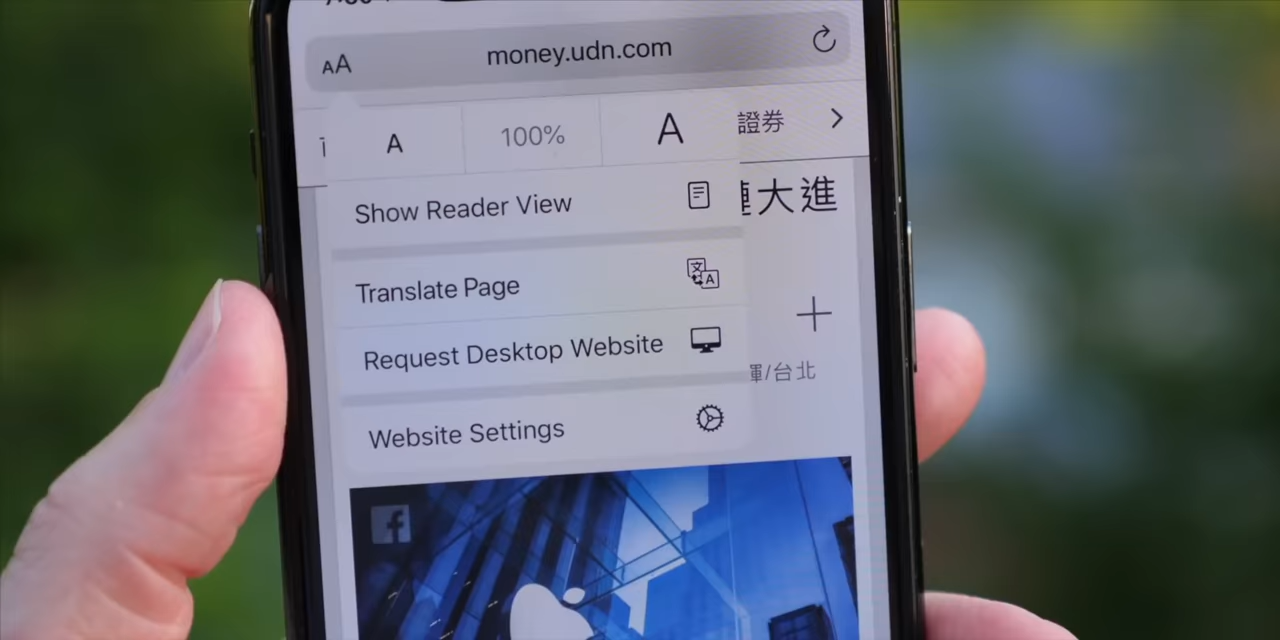 AA money.udn.com
A 100% A 證券
Show Reader View
大進
Translate Page
Request Desktop Website
/台北
Website Settings
f